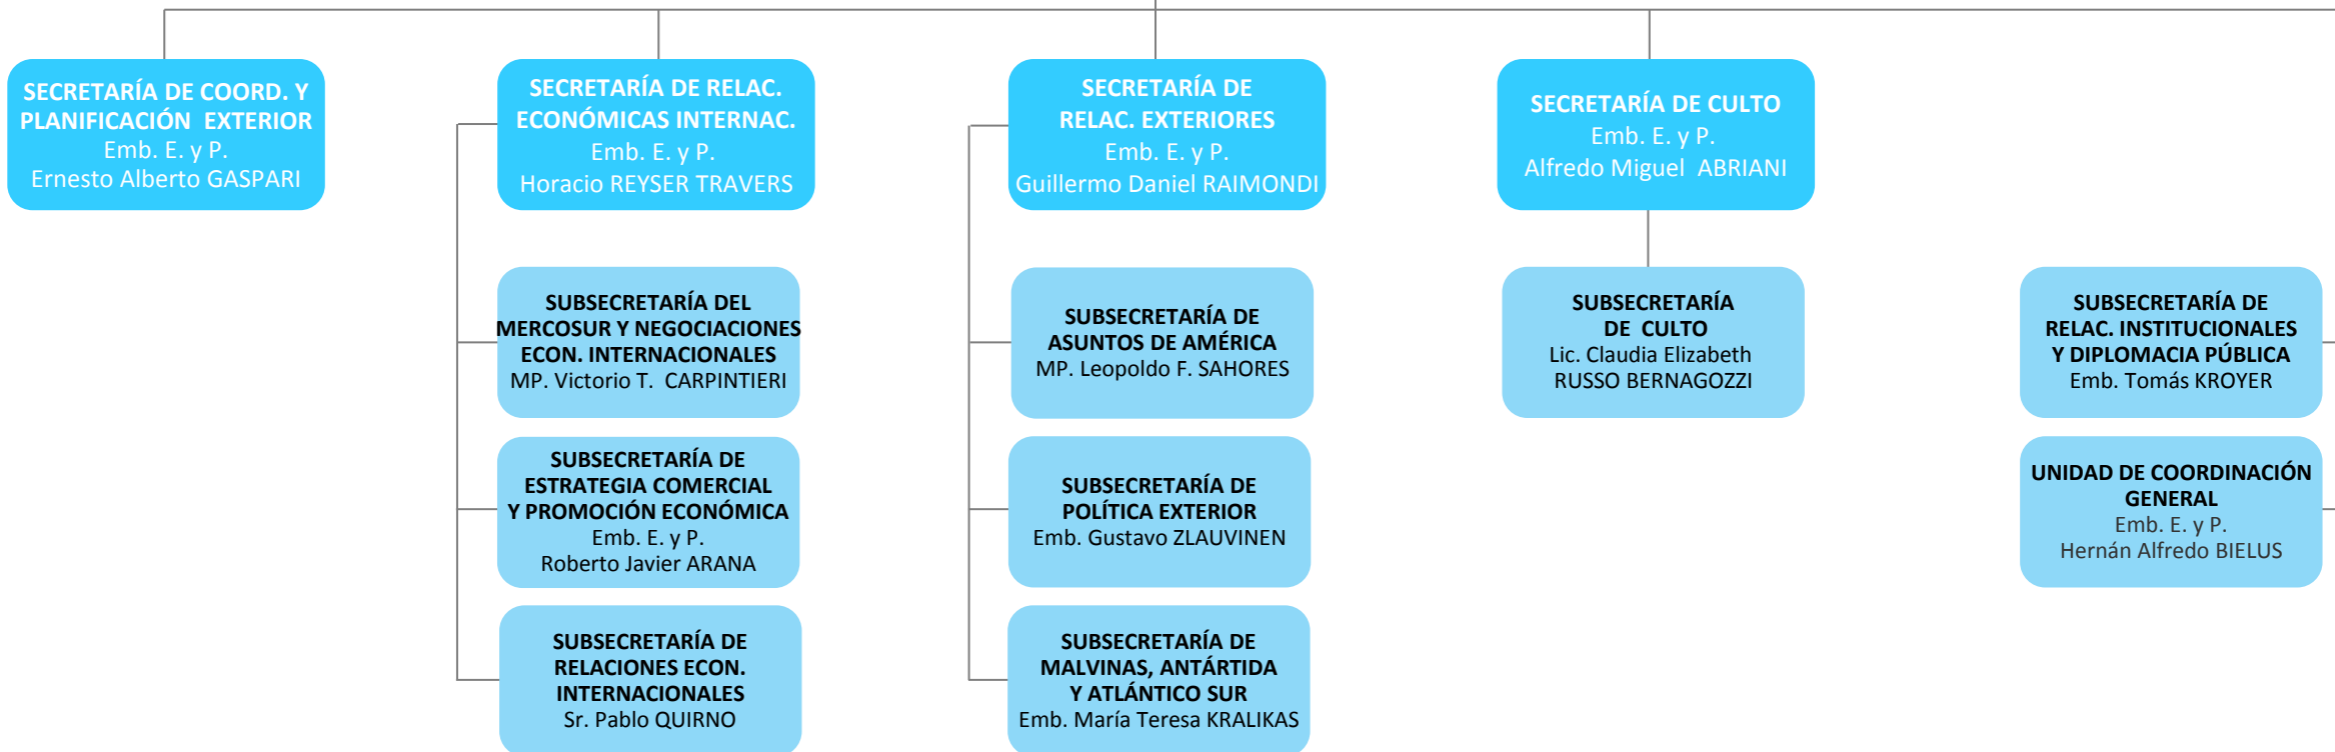 SECRETARÍA DE COORD. Y
PLANIFICACIÓN EXTERIOR
Emb. E. y P.
Ernesto Alberto GASPARI
SECRETARÍA DE RELAC.
ECONÓMICAS INTERNAC.
Emb. E. y P.
Horacio REYSER TRAVERS
SUBSECRETARÍA DEL
MERCOSUR Y NEGOCIACIONES
ECON. INTERNACIONALES
MP. Victorio T. CARPINTIERI
SUBSECRETARÍA DE
ESTRATEGIA COMERCIAL
Y PROMOCIÓN ECONÓMICA
Emb. E. y P.
Roberto Javier ARANA
SUBSECRETARÍA DE
RELACIONES ECON.
INTERNACIONALES
Sr. Pablo QUIRNO
SECRETARÍA DE
RELAC. EXTERIORES
Emb. E. y P.
Guillermo Daniel RAIMONDI
SUBSECRETARÍA DE
ASUNTOS DE AMÉRICA
MP. Leopoldo F. SAHORES
SUBSECRETARÍA DE
POLÍTICA EXTERIOR
Emb. Gustavo ZLAUVINEN
SUBSECRETARÍA DE
MALVINAS, ANTÁRTIDA
Y ATLÁNTICO SUR
Emb. María Teresa KRALIKAS
SECRETARÍA DE CULTO
Emb. E. y P.
Alfredo Miguel ABRIANI
SUBSECRETARÍA
DE CULTO
Lic. Claudia Elizabeth
RUSSO BERNAGOZZI
SUBSECRETARÍA DE
RELAC. INSTITUCIONALES
Y DIPLOMACIA PÚBLICA
Emb. Tomás KROYER
UNIDAD DE COORDINACIÓN
GENERAL
Emb. E. y P.
Hernán Alfredo BIELUS